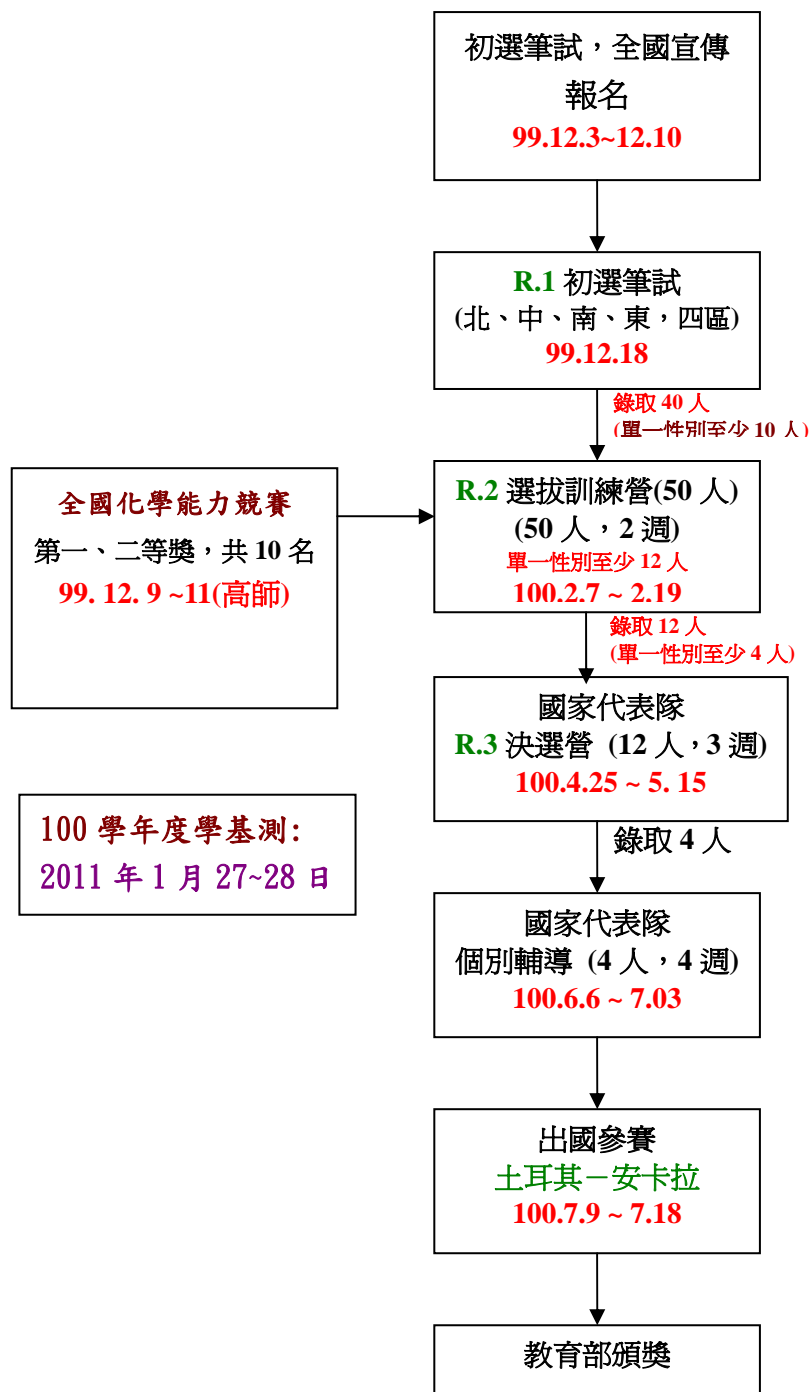 初選筆試，全國宣傳
報名
99.12.3~12.10
R.1 初選筆試
(北、中、南、東，四區)
99.12.18
錄取 40 人
(單一性別至少 10 人)
全國化學能力競賽
第一、二等獎，共 10 名
99. 12. 9 ~11(高師)
R.2 選拔訓練營(50 人)
(50 人，2 週)
單一性別至少 12 人
100.2.7 ~ 2.19
錄取 12 人
(單一性別至少 4 人)
國家代表隊
R.3 決選營 (12 人，3 週)
100.4.25 ~ 5. 15
100 學年度學基測:
2011 年 1 月 27~28 日
錄取 4 人
國家代表隊
個別輔導 (4 人，4 週)
100.6.6 ~ 7.03
出國參賽
土耳其－安卡拉
100.7.9 ~ 7.18
教育部頒獎